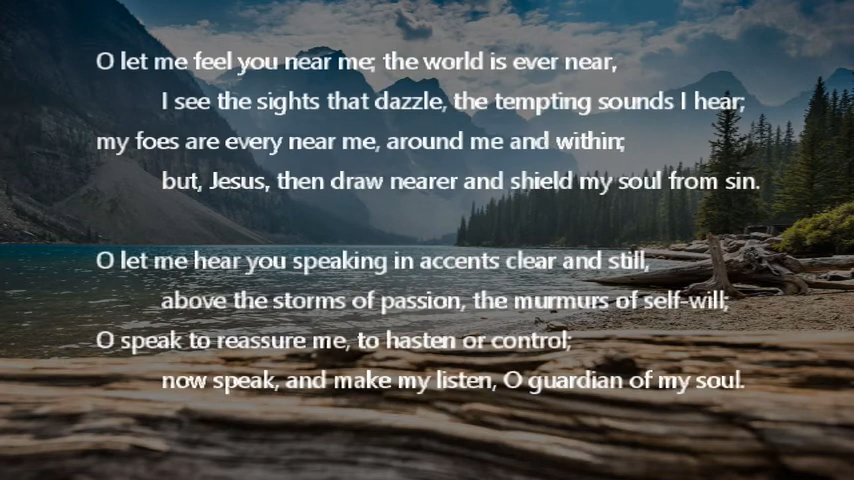 O let me feel you near me; the world is ever near,
I see the sights that dazzle, the tempting sounds I hear;
my foes are every near me, around me and within;
but, Jesus, then draw nearer and shield my soul from sin.
O let me hear you speaking in accents clear and still,
above the storms of passion, the murmurs of self-will;
O speak to reassure me, to hasten or control;
now speak, and make my listen, O guardian of my soul.